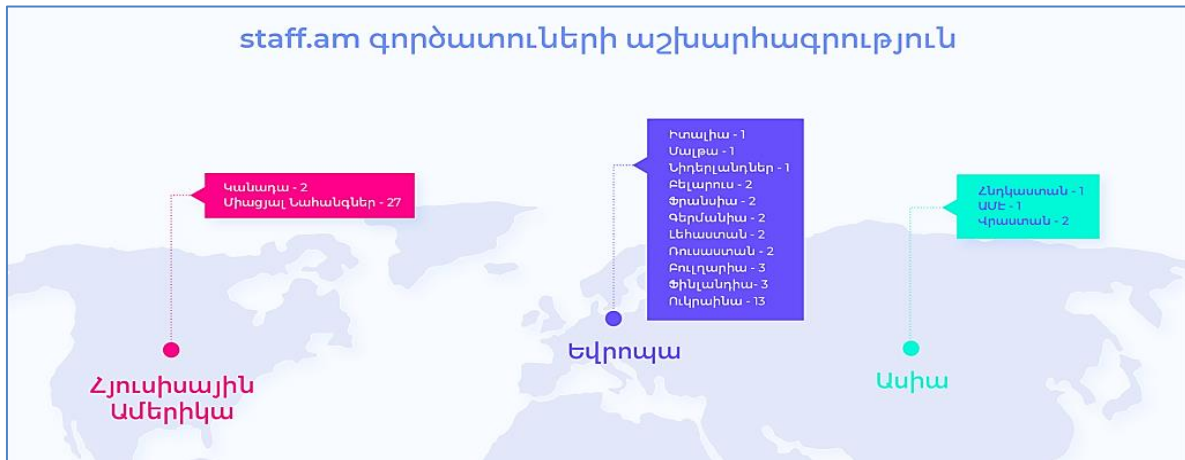 staff.am գործատուների աշխարհագրություն
Կանադա - 2
Միացյալ Նահանգներ - 27
Հյուսիսային
Ամերիկա
Իտալիա - 1
Մալթա - 1
Նիդերլանդներ - 1
Բելառուս - 2
Ֆրանսիա - 2
Գերմանիա - 2
Լեհաստան - 2
Ռուսաստան - 2
Բուլղարիա - 3
Ֆինլանդիա- 3
Ուկրաինա - 13
Եվրոպա
Հնդկաստան - 1
ԱՄԷ - 1
Վրաստան - 2
Ասիա